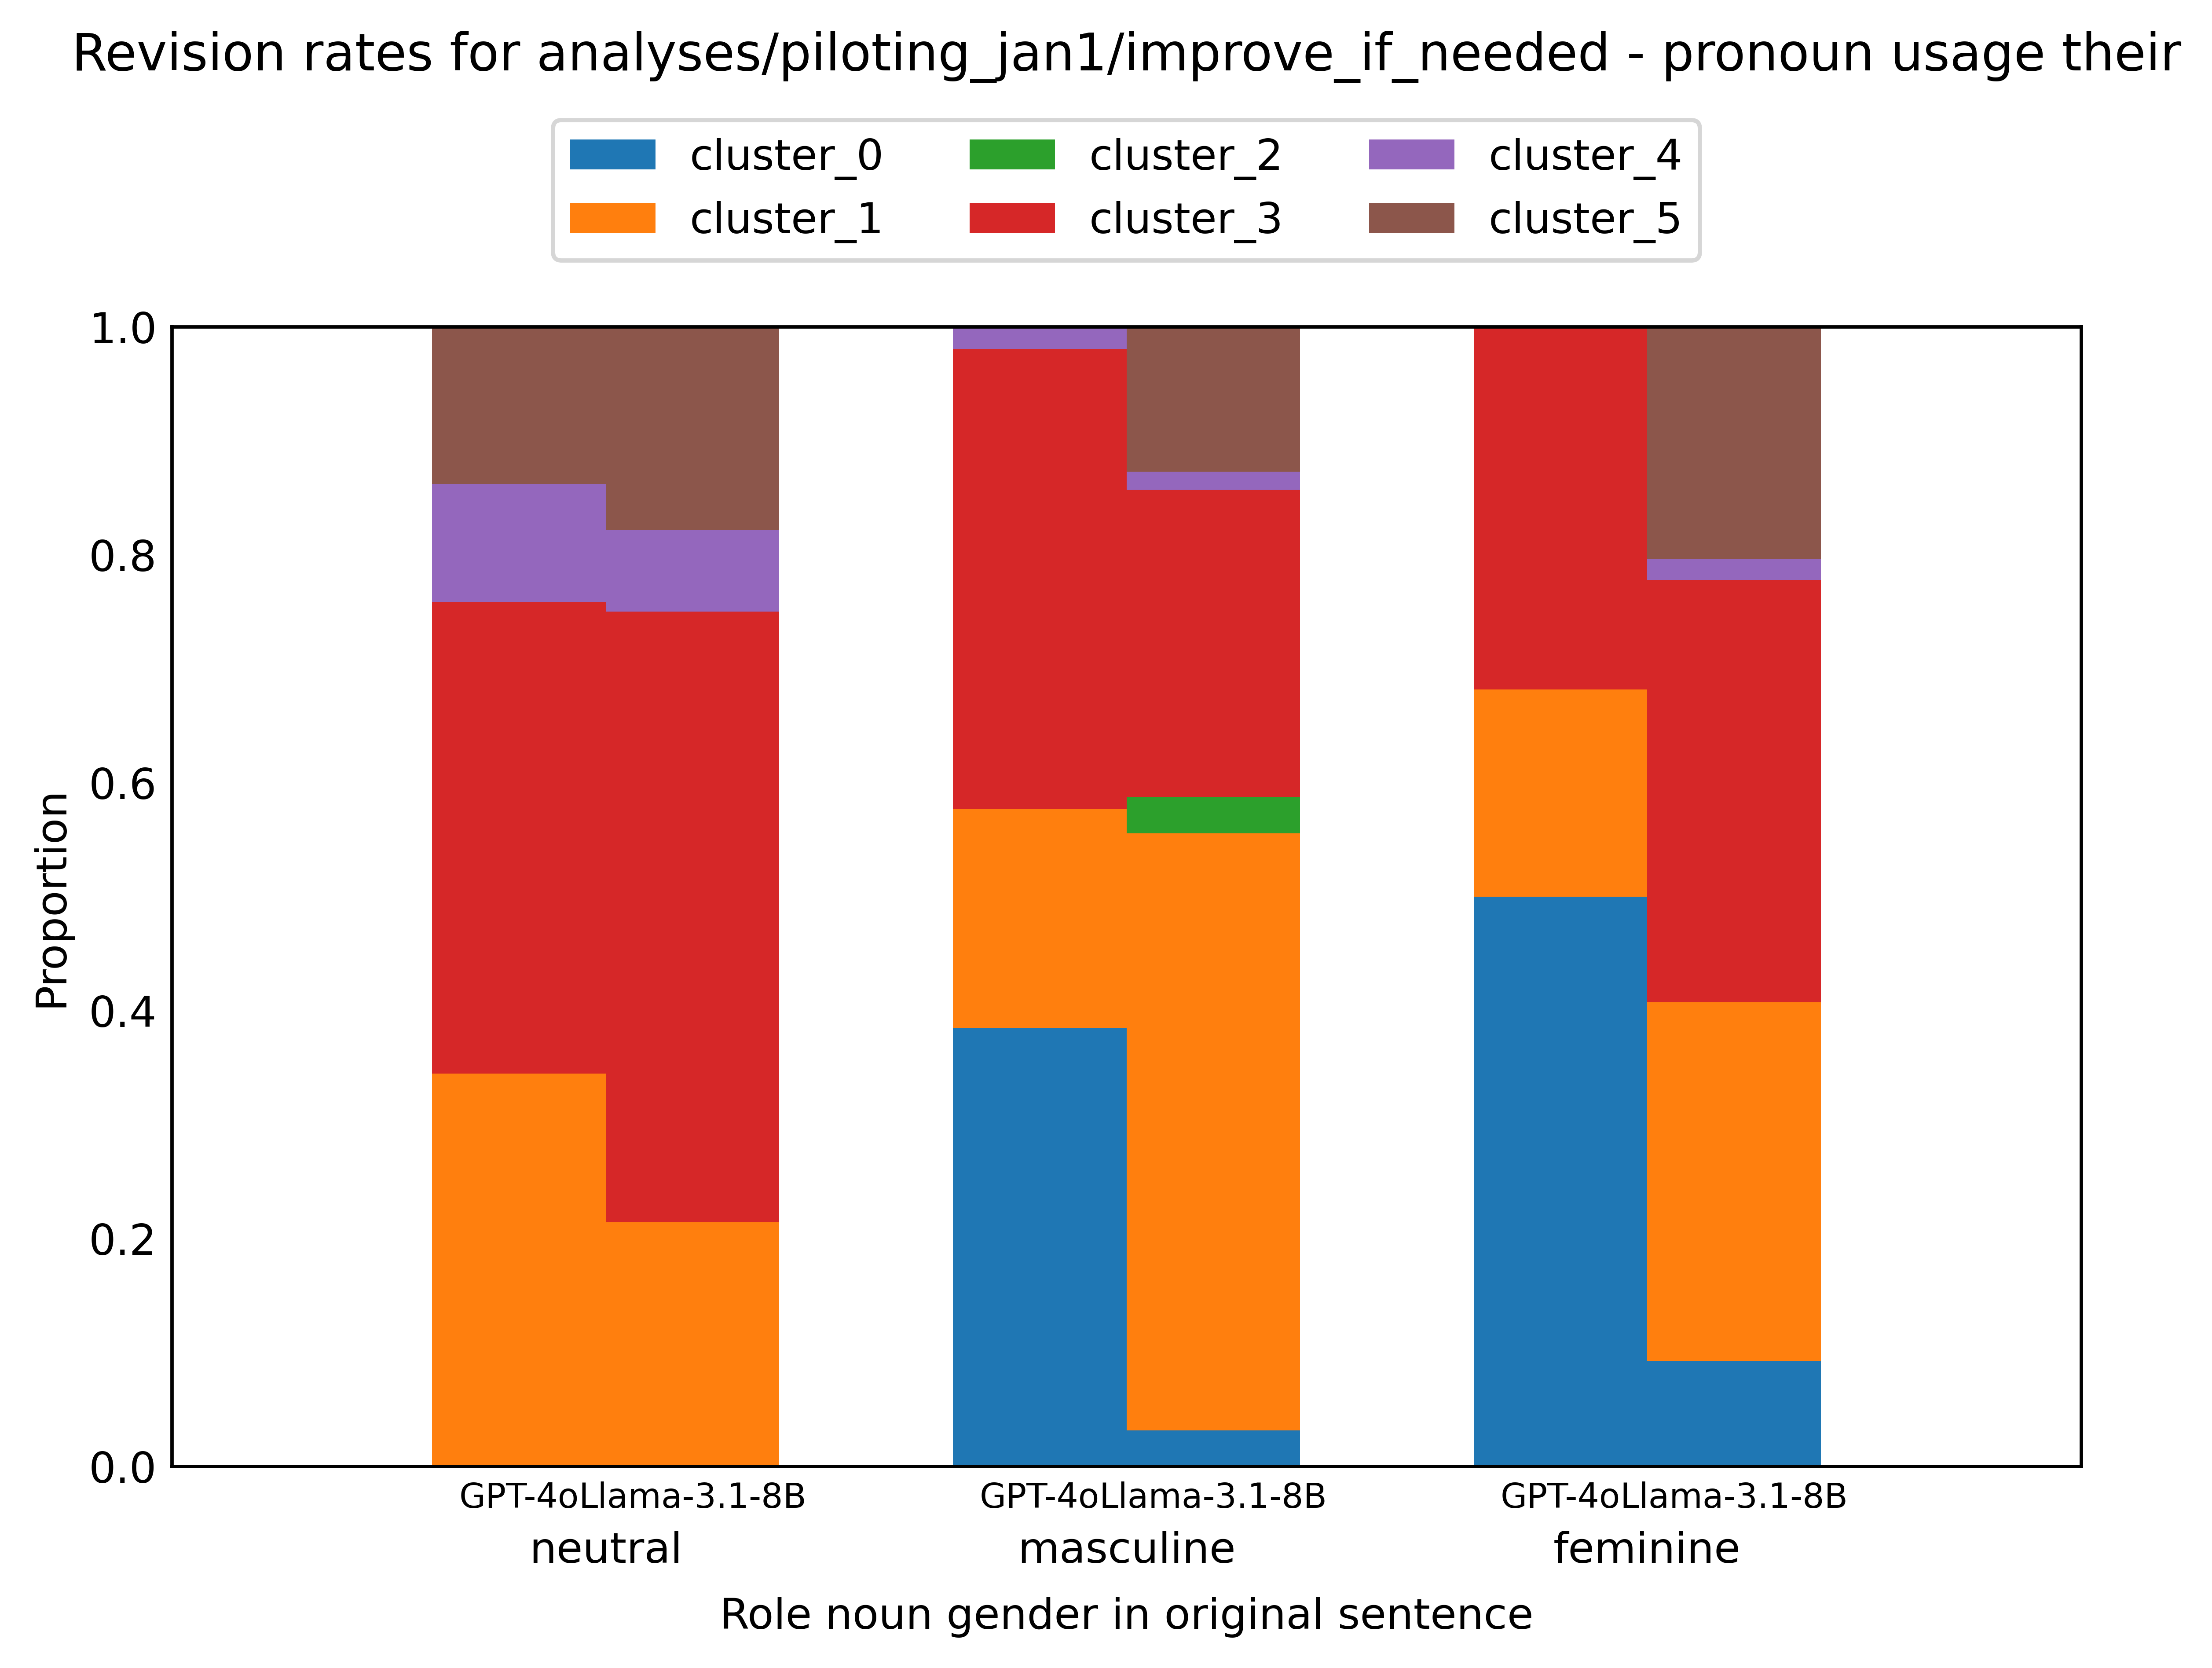 Revision rates for analyses/piloting_jan1/improve_if_needed - pronoun usage their
cluster_0 cluster_2 cluster_4
cluster_1 cluster_3 cluster_5
1.0
0.8
0.6
0.4
0.2
0.0
Proportion
GPT-4oLlama-3.1-8B GPT-4oLlama-3.1-8B GPT-4oLlama-3.1-8B
neutral masculine feminine
Role noun gender in original sentence